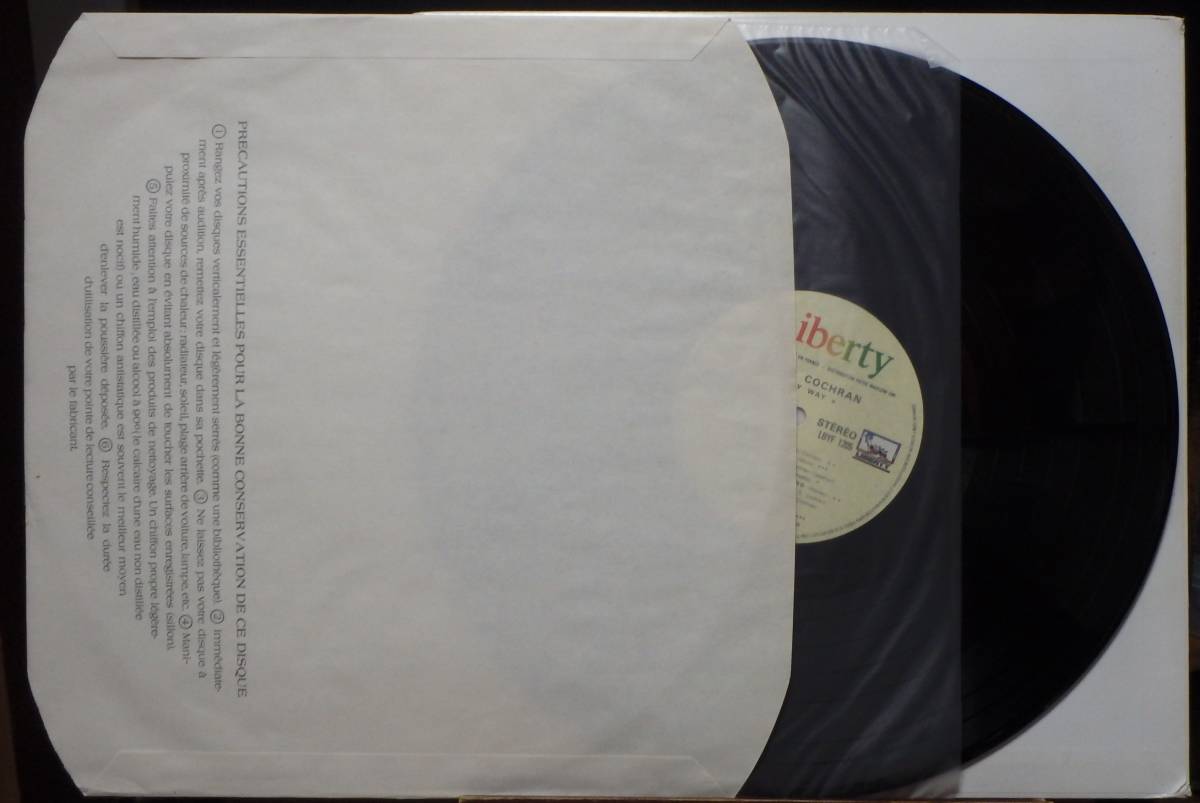 PRECAUTIONS ESSENTIELLES POUR LA BONNE CONSERVATION DE CE DISQUE
① Rangez vos disques verticalement et légèrement serrés (comme une bibliothèque). ② Immédiate-
ment après audition, remettez votre disque dans sa pochette. ③ Ne laissez pas votre disque à
proximité de sources de chaleur: radiateur, soleil, plage arrière de voiture, lampe, etc. ④ Mani-
pulez votre disque en évitant absolument de toucher les surfaces enregistrées (sillon).
⑤ Faites attention à l'emploi des produits de nettoyage. Un chiffon propre légère-
ment humide, eau distillée ou alcool à 90° (le calcaire d'une eau non distillée
est nocif) ou un chiffon antistatique est souvent le meilleur moyen
d'enlever la poussière déposée. ⑥ Respectez la durée
d'utilisation de votre pointe de lecture conseillée
par le fabricant.
iberty
COCHRAN
WAY
STÉRÉO
LBYF
LIBERTY